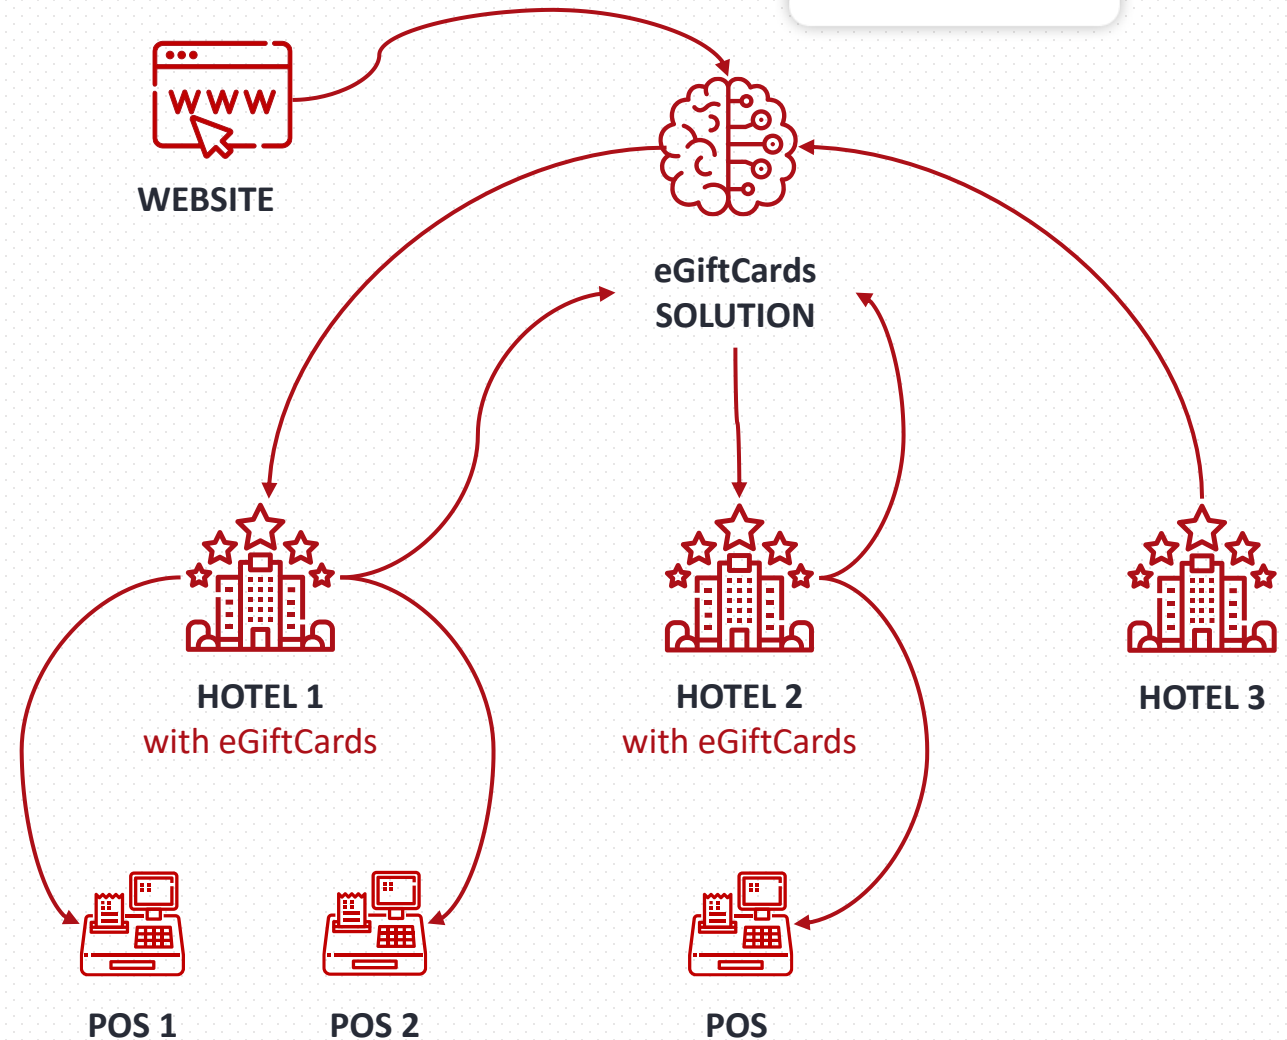 W W W
WEBSITE
eGiftCards
SOLUTION
HOTEL 1
with eGiftCards
HOTEL 2
with eGiftCards
HOTEL 3
POS 1
POS 2
POS